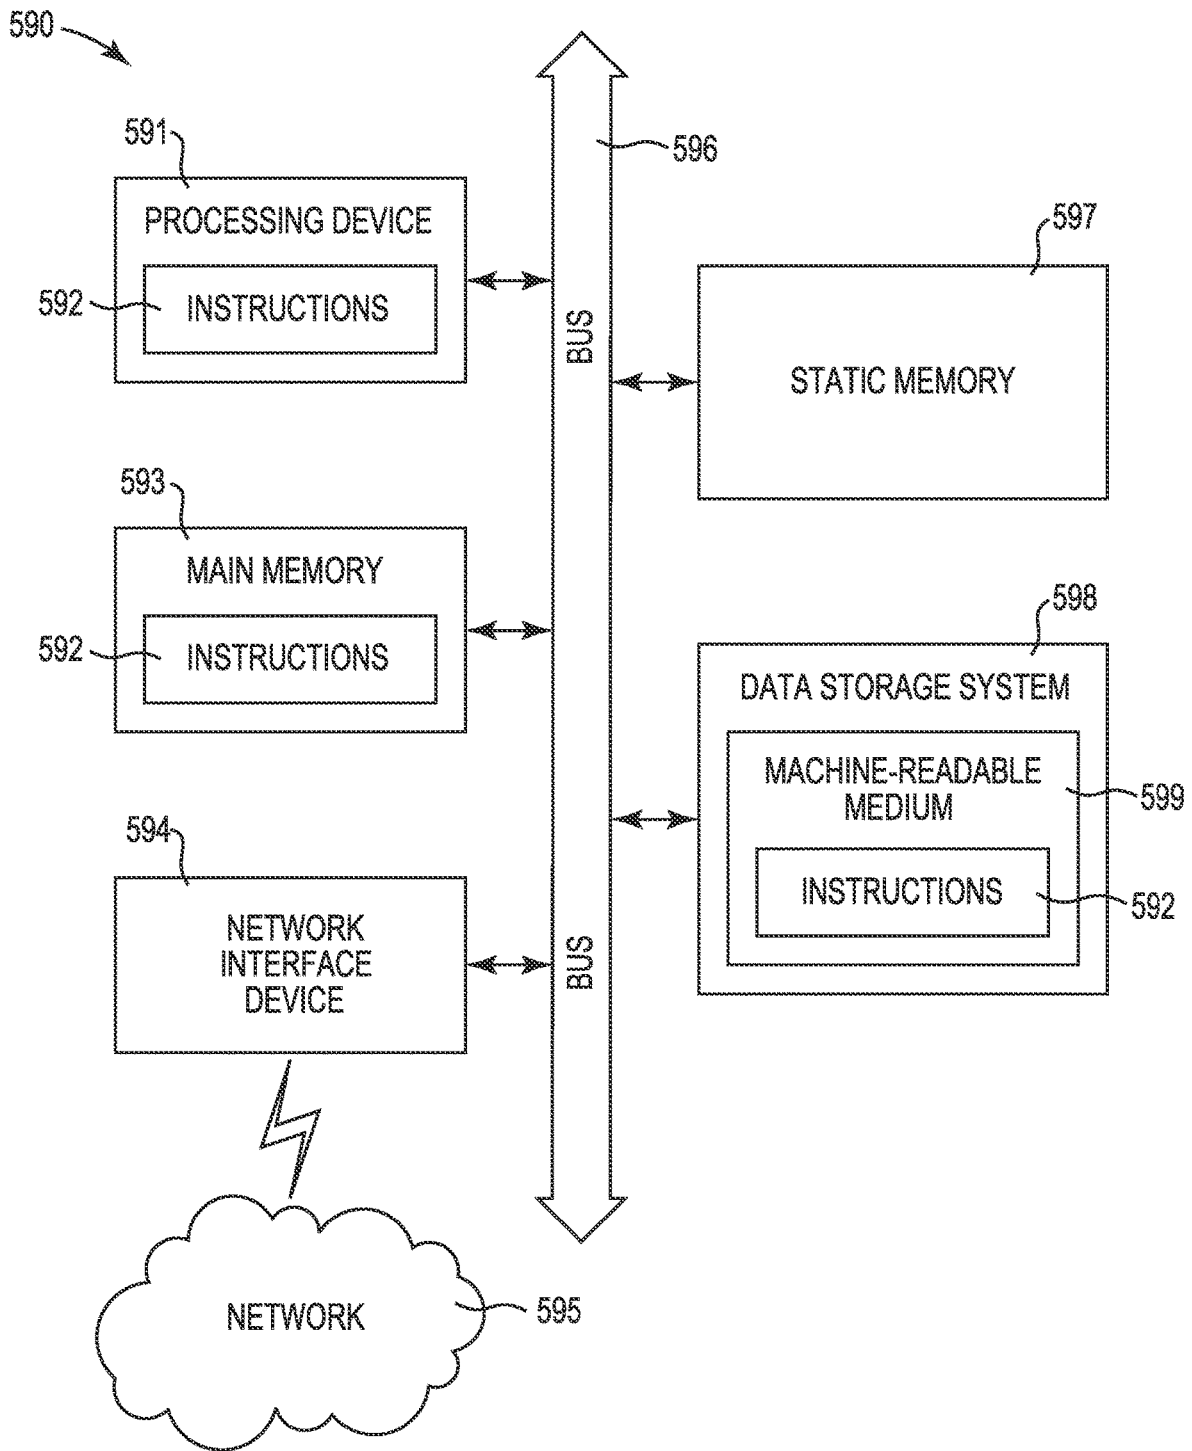 590
591
PROCESSING DEVICE
592
INSTRUCTIONS
593
MAIN MEMORY
592
INSTRUCTIONS
594
NETWORK
INTERFACE
DEVICE
NETWORK
595
596
BUS
BUS
597
STATIC MEMORY
598
DATA STORAGE SYSTEM
MACHINE-READABLE
MEDIUM
599
INSTRUCTIONS
592